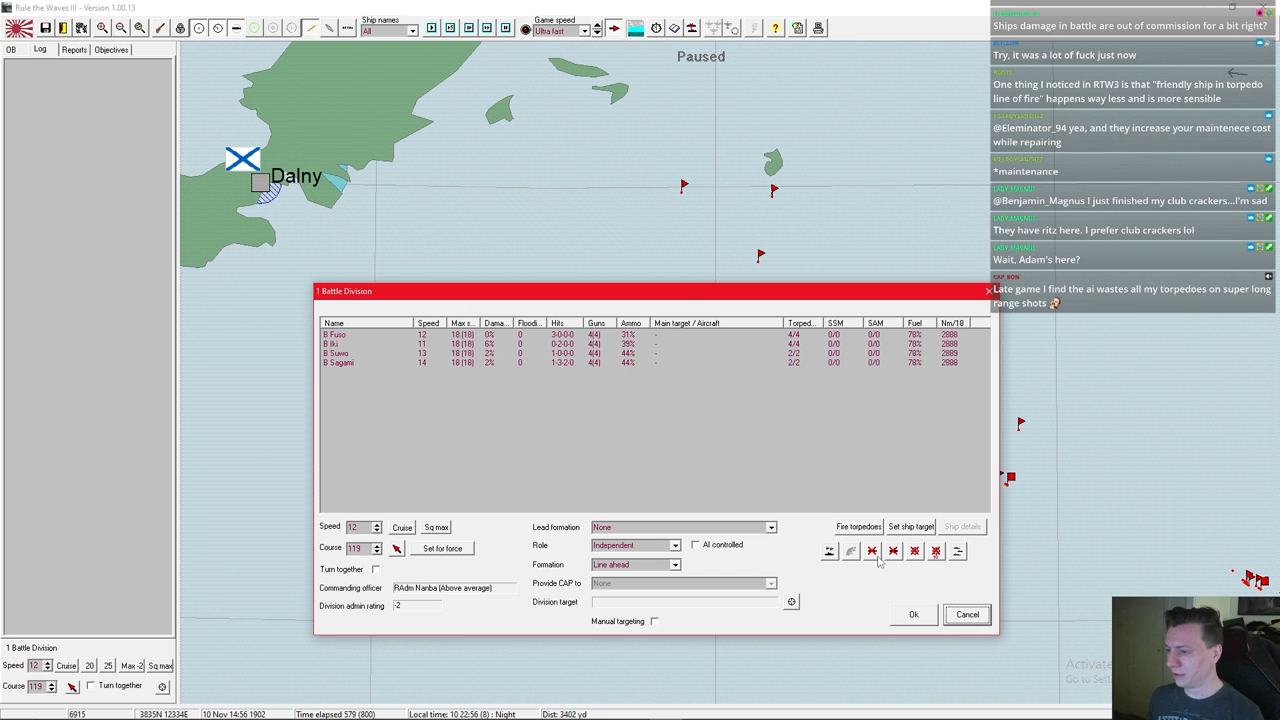 Rule the Waves III - Version 1.00.13
Ship names
All
Game speed
Ultra fast
OB
Log
Reports
Objectives
Paused
Dalny
Ships damage in battle are out of commission for a bit right?
Try, it was a lot of fuck just now
One thing I noticed in RTW3 is that "friendly ship in torpedo
line of fire" happens way less and is more sensible
@Eleminator_94 yea, and they increase your maintenece cost
while repairing
*maintenance
LADY_MAGNUS
@Benjamin_Magnus I just finished my club crackers...I'm sad
LADY_MAGNUS
They have ritz here. I prefer club crackers lol
LADY_MAGNUS
Wait, Adam's here?
CAP_BON
Late game I find the ai wastes all my torpedoes on super long
range shots
1 Battle Division
Name Speed Max s... Dama... Floodi... Hits Guns Ammo Main target / Aircraft Torped... SSM SAM Fuel Nm/18
B Fuso 12 18 (18) 0% 0 3-0-0-0 4(4) 31% - 4/4 0/0 0/0 78% 2888
B Iki 11 18 (18) 6% 0 0-2-0-0 4(4) 39% - 4/4 0/0 0/0 78% 2888
B Suwo 13 18 (18) 2% 0 1-0-0-0 4(4) 44% - 2/2 0/0 0/0 78% 2889
B Sagami 14 18 (18) 2% 0 1-3-2-0 4(4) 44% - 2/2 0/0 0/0 78% 2888
Speed 12 Cruise Sq max
Course 119 Set for force
Turn together
Commanding officer RAdm Nanba (Above average)
Division admin rating -2
Lead formation None
Role Independent AI controlled
Formation Line ahead
Provide CAP to None
Division target
Manual targeting
Fire torpedoes Set ship target Ship details
Ok Cancel
1 Battle Division
Speed 12 Cruise 20 25 Max -2 Sq max
Course 119 Turn together
Activate
Go to Sett
6915 3835N 12334E 10 Nov 14:56 1902 Time elapsed 579 (800) Local time: 10 22:56 (8) : Night Dist: 3402 yd